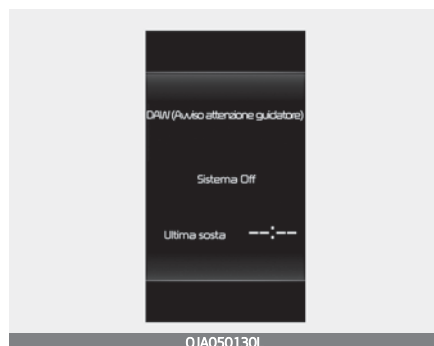 DAW (Avviso attenzione guidatore)
Sistema Off
Ultima sosta --:--
OJA050130L